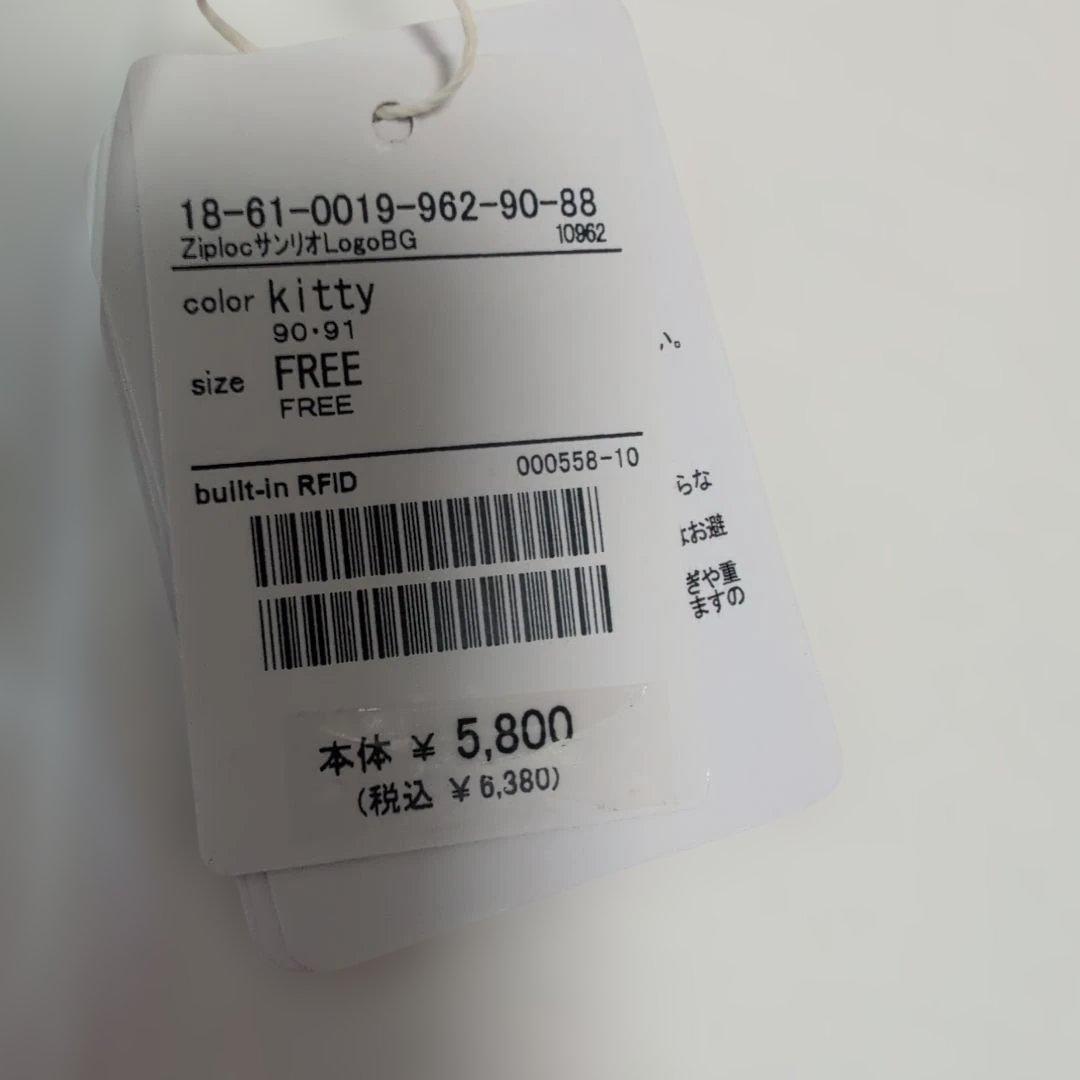 18-61-0019-962-90-88
ZiplocサンリオLogoBG 10962
color kitty
90・91
size FREE
FREE
000558-10
built-in RFID
本体 ¥ 5,800
(税込 ¥6,380)
い。
らな
お避
ぎや重
ますの